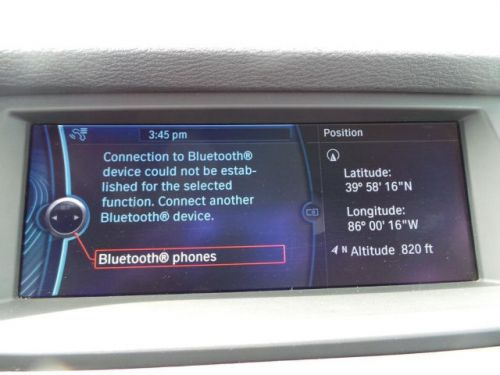 3:45 pm
Connection to Bluetooth®
device could not be estab-
lished for the selected
function. Connect another
Bluetooth® device.
Bluetooth® phones
Position
Latitude:
39° 58' 16"N
Longitude:
86° 00' 16"W
N Altitude 820 ft